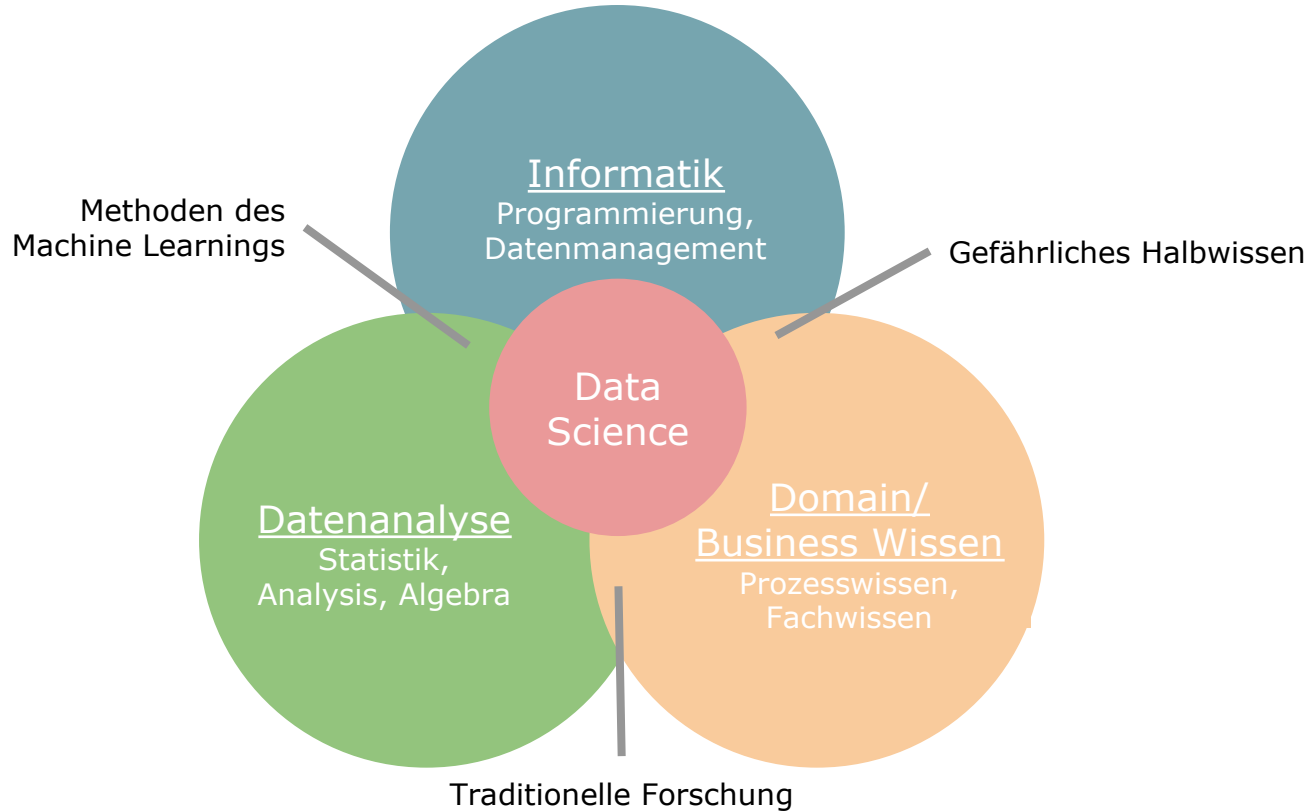 Informatik
Programmierung,
Datenmanagement
Methoden des
Machine Learnings
Gefährliches Halbwissen
Data
Science
Datenanalyse
Statistik,
Analysis, Algebra
Domain/
Business Wissen
Prozesswissen,
Fachwissen
Traditionelle Forschung